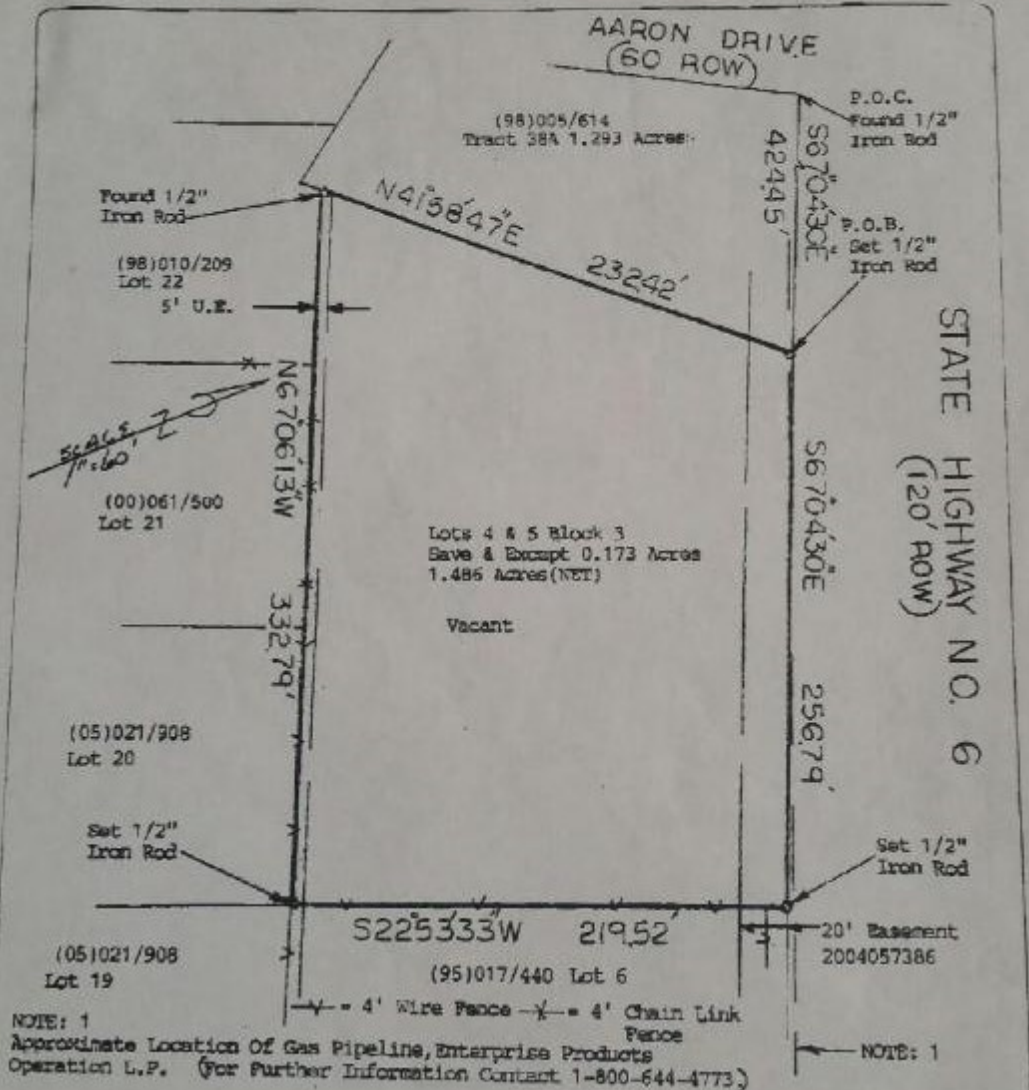 AARON DRIVE
(60 ROW)
P.O.C.
Found 1/2"
Iron Rod
(98)005/614
Tract 38A 1.293 Acres
S67°04'30"E
424.45'
Found 1/2"
Iron Rod
N41°58'47"E
232.42'
P.O.B.
Set 1/2"
Iron Rod
(98)010/209
Lot 22
5' U.E.
STATE HIGHWAY NO. 6
(120' ROW)
N67°06'13"W
332.79'
SCALE
1"=60'
(00)061/500
Lot 21
S67°04'30"E
256.79'
Lots 4 & 5 Block 3
Save & Except 0.173 Acres
1.486 Acres(NET)
Vacant
(05)021/908
Lot 20
Set 1/2"
Iron Rod
Set 1/2"
Iron Rod
S22°53'33"W 219.52'
20' Easement
2004057386
(05)021/908
Lot 19
(95)017/440 Lot 6
= 4' Wire Fence = 4' Chain Link
Fence
NOTE: 1
NOTE: 1
Approximate Location Of Gas Pipeline,Enterprise Products
Operation L.P. (For Further Information Contact 1-800-644-4773)